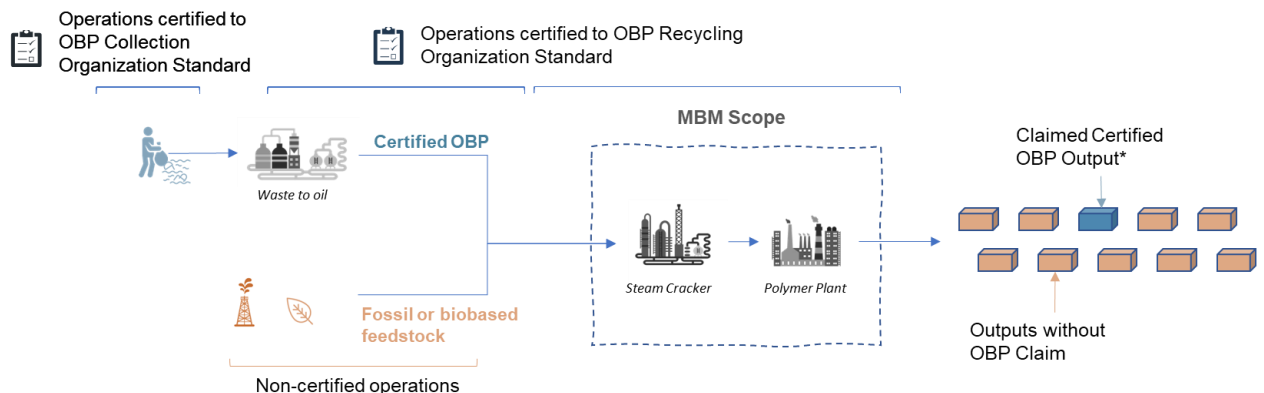 Operations certified to
OBP Collection
Organization Standard
Operations certified to OBP Recycling
Organization Standard
MBM Scope
Certified OBP
Waste to oil
Claimed Certified
OBP Output*
Steam Cracker
Polymer Plant
Fossil or biobased
feedstock
Outputs without
OBP Claim
Non-certified operations